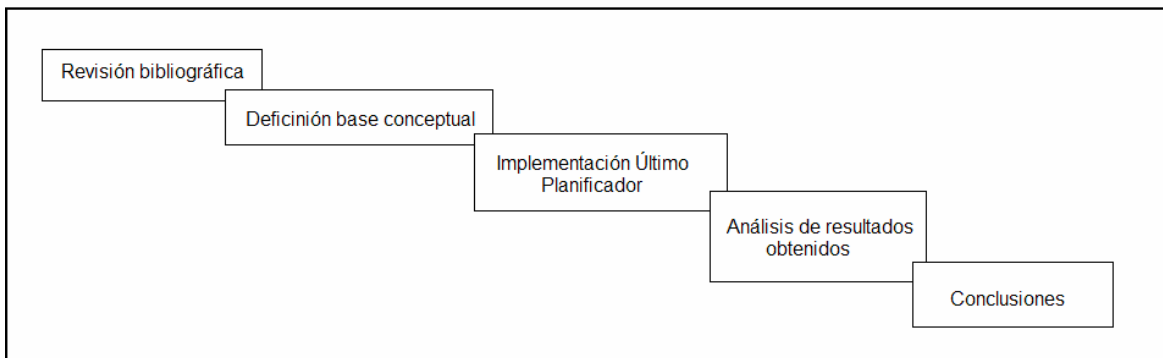 Revisión bibliográfica
Deficinión base conceptual
Implementación Último
Planificador
Análisis de resultados
obtenidos
Conclusiones